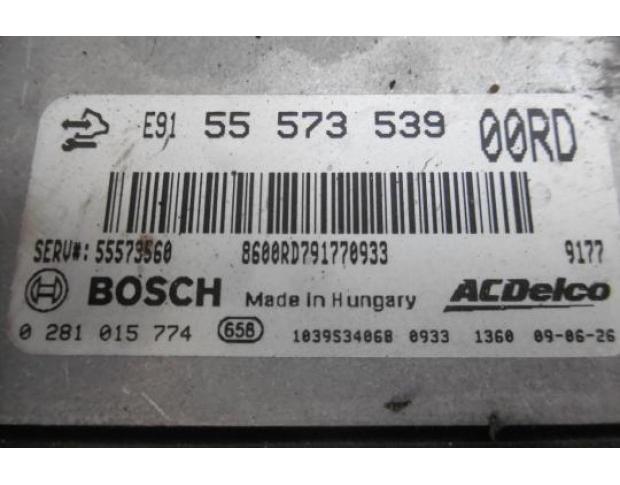 E91 55 573 539 00RD
SERV#: 55573560 8600RD791770933 9177
BOSCH Made in Hungary ACDelco
0 281 015 774 658 1039S34068 0933 1360 09-06-26